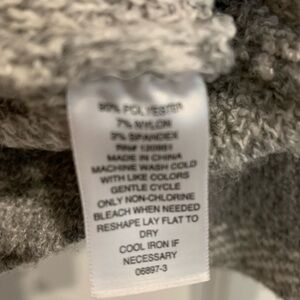 90% POLYESTER
7% NYLON
3% SPANDEX
RN#
MADE IN CHINA
MACHINE WASH COLD
WITH LIKE COLORS
GENTLE CYCLE
ONLY NON-CHLORINE
BLEACH WHEN NEEDED
RESHAPE LAY FLAT TO
DRY
COOL IRON IF
NECESSARY
06897-3